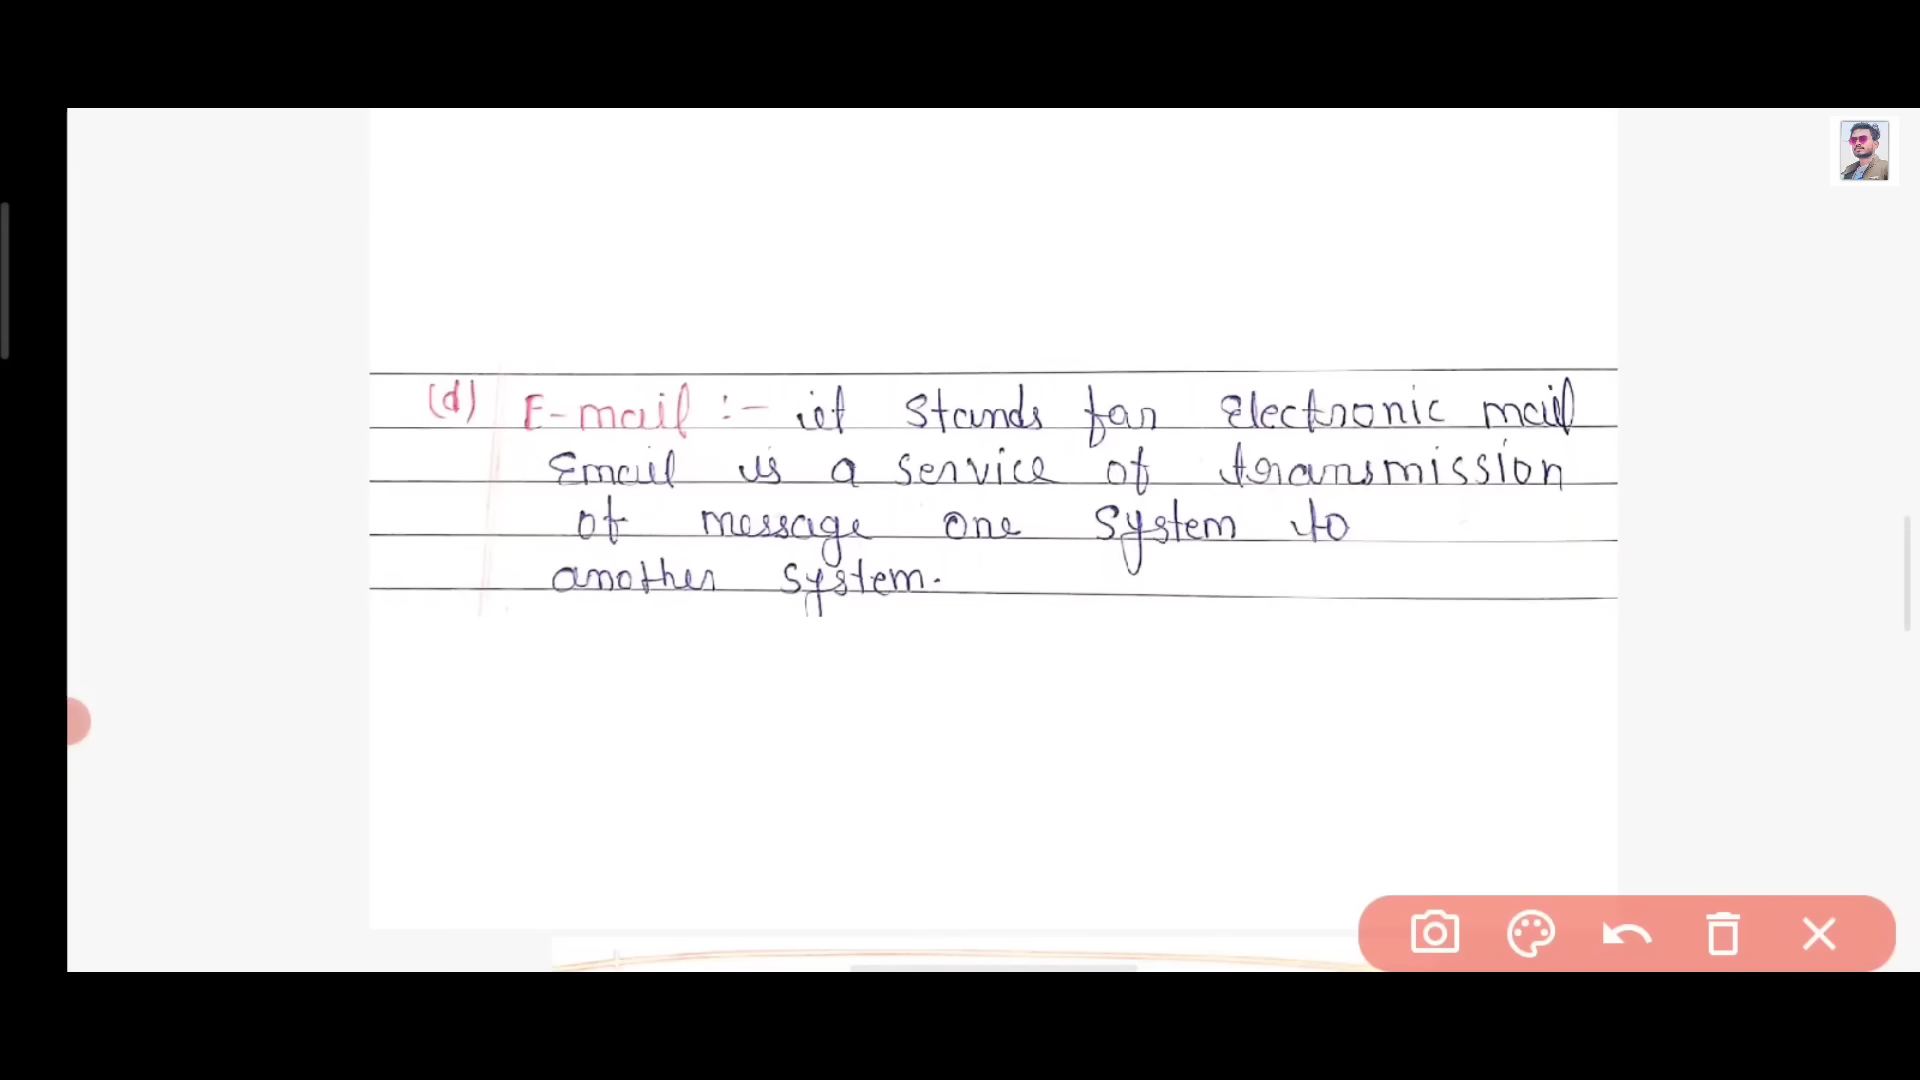 (d) E-mail :- it stands for Electronic mail
Email is a service of transmission
of message one system to
another system.